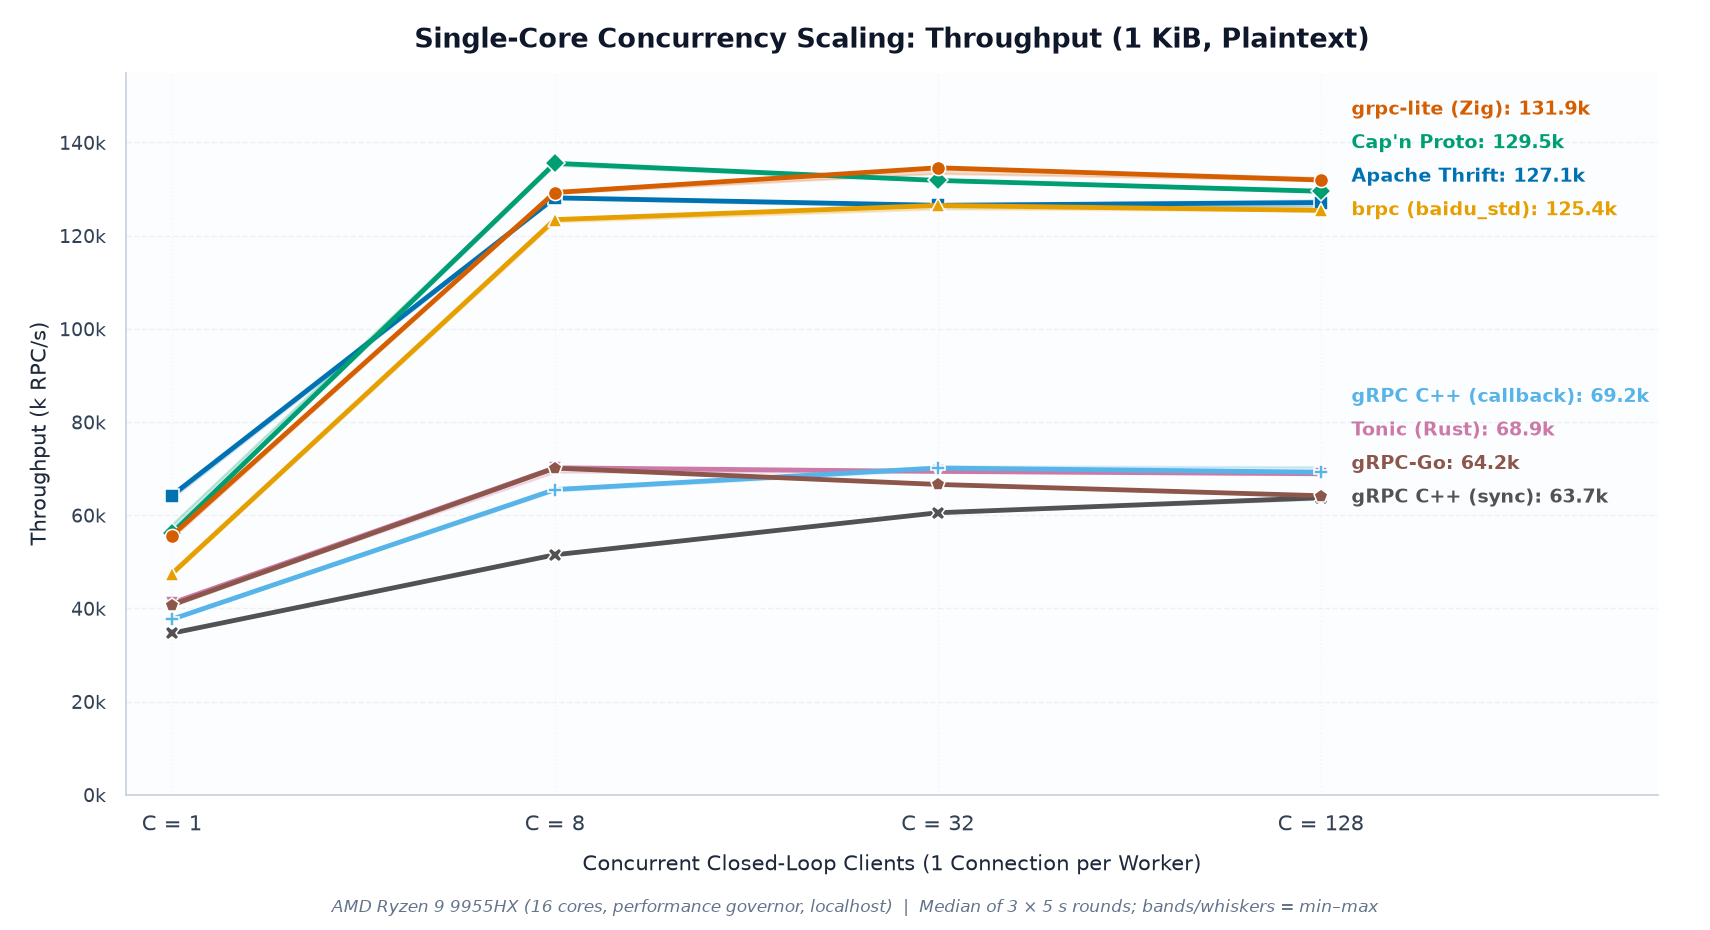 Single-Core Concurrency Scaling: Throughput (1 KiB, Plaintext)
Throughput (k RPC/s)
140k
120k
100k
80k
60k
40k
20k
0k
grpc-lite (Zig): 131.9k
Cap'n Proto: 129.5k
Apache Thrift: 127.1k
brpc (baidu_std): 125.4k
gRPC C++ (callback): 69.2k
Tonic (Rust): 68.9k
gRPC-Go: 64.2k
gRPC C++ (sync): 63.7k
C = 1
C = 8
C = 32
C = 128
Concurrent Closed-Loop Clients (1 Connection per Worker)
AMD Ryzen 9 9955HX (16 cores, performance governor, localhost) | Median of 3 × 5 s rounds; bands/whiskers = min–max